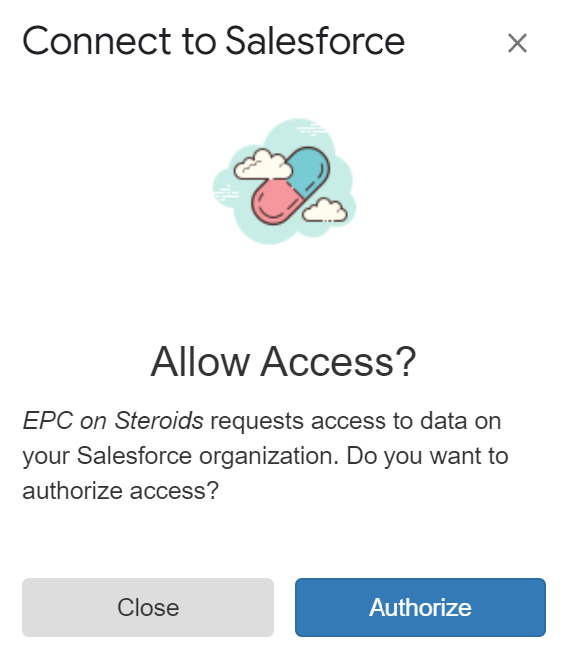 Connect to Salesforce
Allow Access?
EPC on Steroids requests access to data on
your Salesforce organization. Do you want to
authorize access?
Close
Authorize